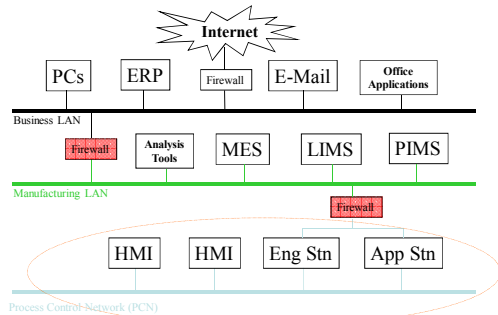 Internet
PCs
ERP
Firewall
E-Mail
Office
Applications
Business LAN
Firewall
Analysis
Tools
MES
LIMS
PIMS
Manufacturing LAN
Firewall
HMI
HMI
Eng Stn
App Stn
Process Control Network (PCN)